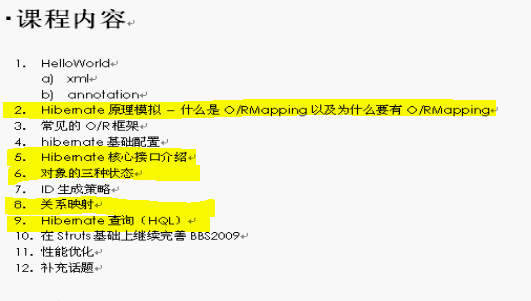 ·课程内容
1. HelloWorld
a) xml
b) annotation
2. Hibernate 原理模拟 – 什么是 O/RMapping 以及为什么要有 O/RMapping
3. 常见的 O/R 框架
4. hibernate 基础配置
5. Hibernate 核心接口介绍
6. 对象的三种状态
7. ID 生成策略
8. 关系映射
9. Hibernate 查询（HQL）
10. 在 Struts 基础上继续完善 BBS2009
11. 性能优化
12. 补充话题